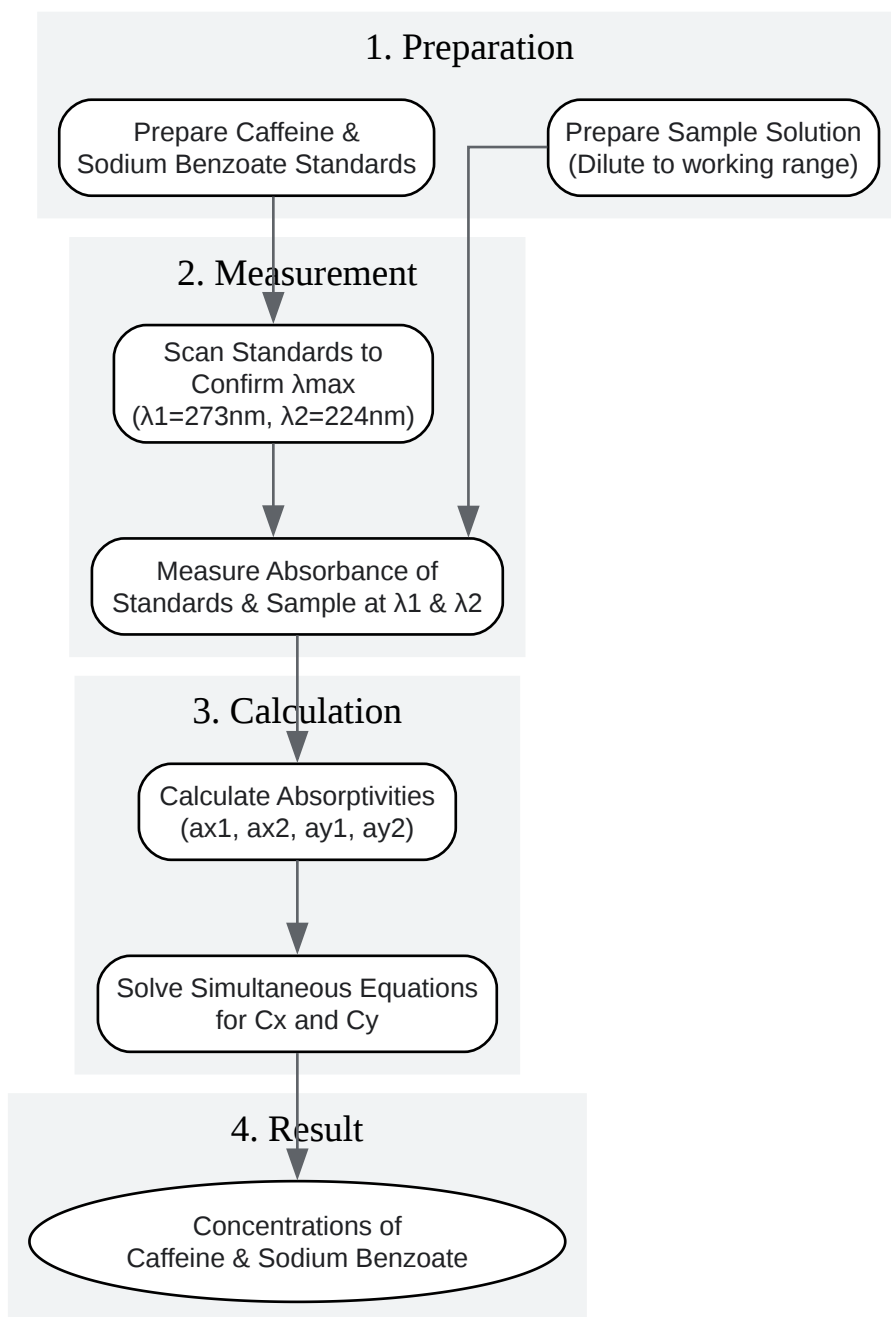 1. Preparation
Prepare Caffeine &
Sodium Benzoate Standards
Prepare Sample Solution
(Dilute to working range)
2. Measurement
Scan Standards to
Confirm λmax
(λ1=273nm, λ2=224nm)
Measure Absorbance of
Standards & Sample at λ1 & λ2
3. Calculation
Calculate Absorptivities
(ax1, ax2, ay1, ay2)
Solve Simultaneous Equations
for Cx and Cy
4. Result
Concentrations of
Caffeine & Sodium Benzoate